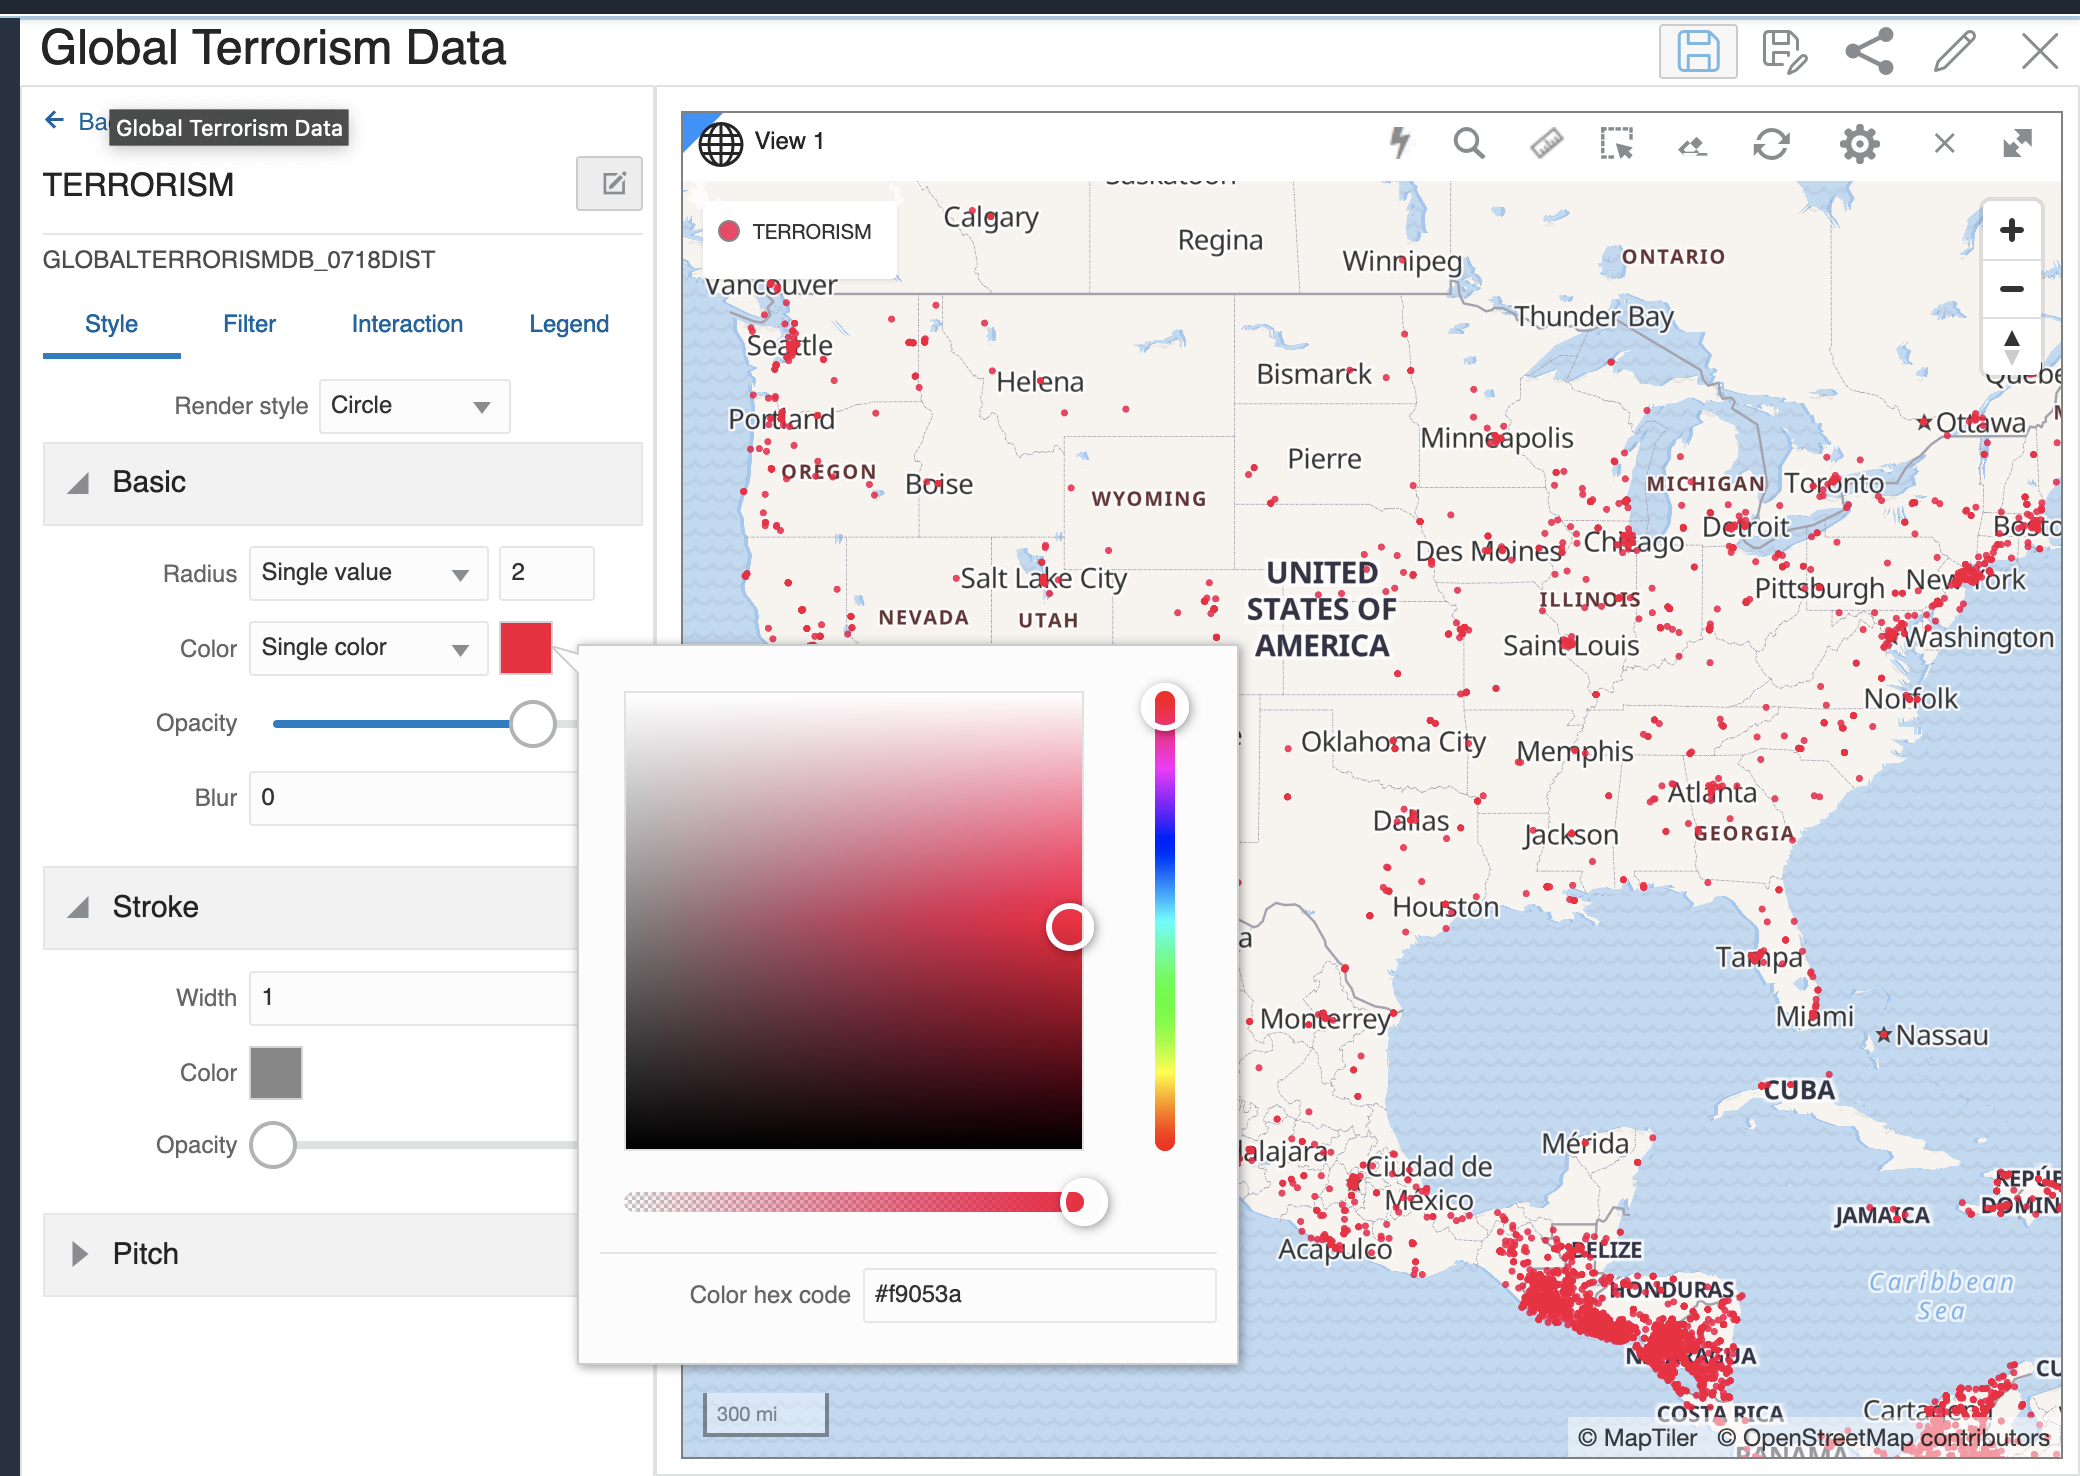 Global Terrorism Data
Global Terrorism Data
TERRORISM
GLOBALTERRORISMDB_0718DIST
Style Filter Interaction Legend
Render style Circle
Basic
Radius Single value 2
Color Single color
Opacity
Blur 0
Stroke
Width 1
Color
Opacity
Pitch
Color hex code #f9053a
View 1
TERRORISM
Saskatoon
Calgary
Regina
Winnipeg
ONTARIO
Vancouver
Thunder Bay
Seattle
Helena
Bismarck
Portland
Minneapolis
Ottawa
Pierre
OREGON
Boise
WYOMING
MICHIGAN
Toronto
Detroit
Des Moines
Chicago
Salt Lake City
UNITED
STATES OF
AMERICA
Pittsburgh
New York
NEVADA
UTAH
ILLINOIS
Saint Louis
Washington
Norfolk
Oklahoma City
Memphis
Atlanta
Dallas
Jackson
GEORGIA
Houston
Tampa
Monterrey
Miami
Nassau
CUBA
Mérida
Ciudad de
México
JAMAICA
Acapulco
BELIZE
HONDURAS
Caribbean
Sea
NICARAGUA
COSTA RICA
PANAMA
300 mi
© MapTiler © OpenStreetMap contributors